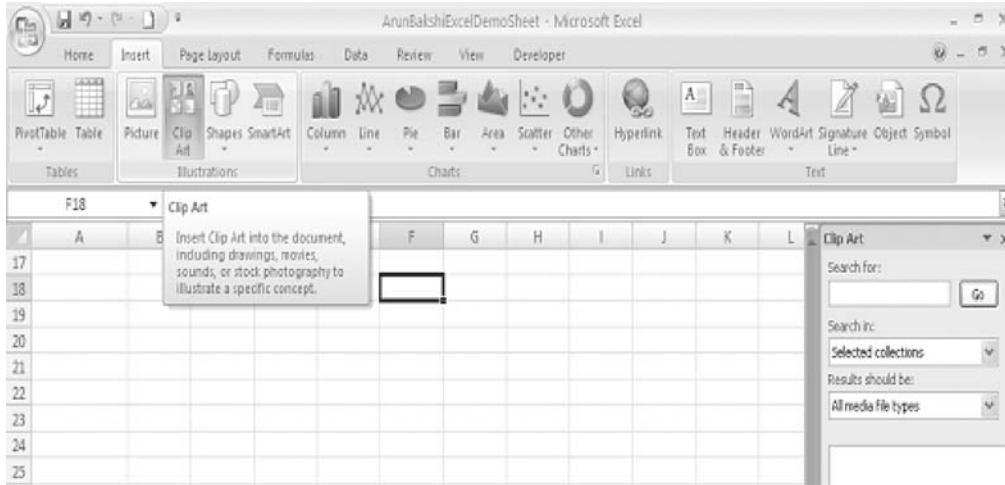 ArunBakshiExcelDemoSheet - Microsoft Excel
Home Insert Page Layout Formulas Data Review View Developer
PivotTable Table Picture Clip Art Shapes SmartArt Column Line Pie Bar Area Scatter Other Charts Hyperlink Text Box Header & Footer WordArt Signature Line Object Symbol
Tables Illustrations Charts Links Text
F18
Clip Art
Insert Clip Art into the document,
including drawings, movies,
sounds, or stock photography to
illustrate a specific concept.
A B F G H I J K L
17
18
19
20
21
22
23
24
25
Clip Art
Search for:
Go
Search in:
Selected collections
Results should be:
All media file types